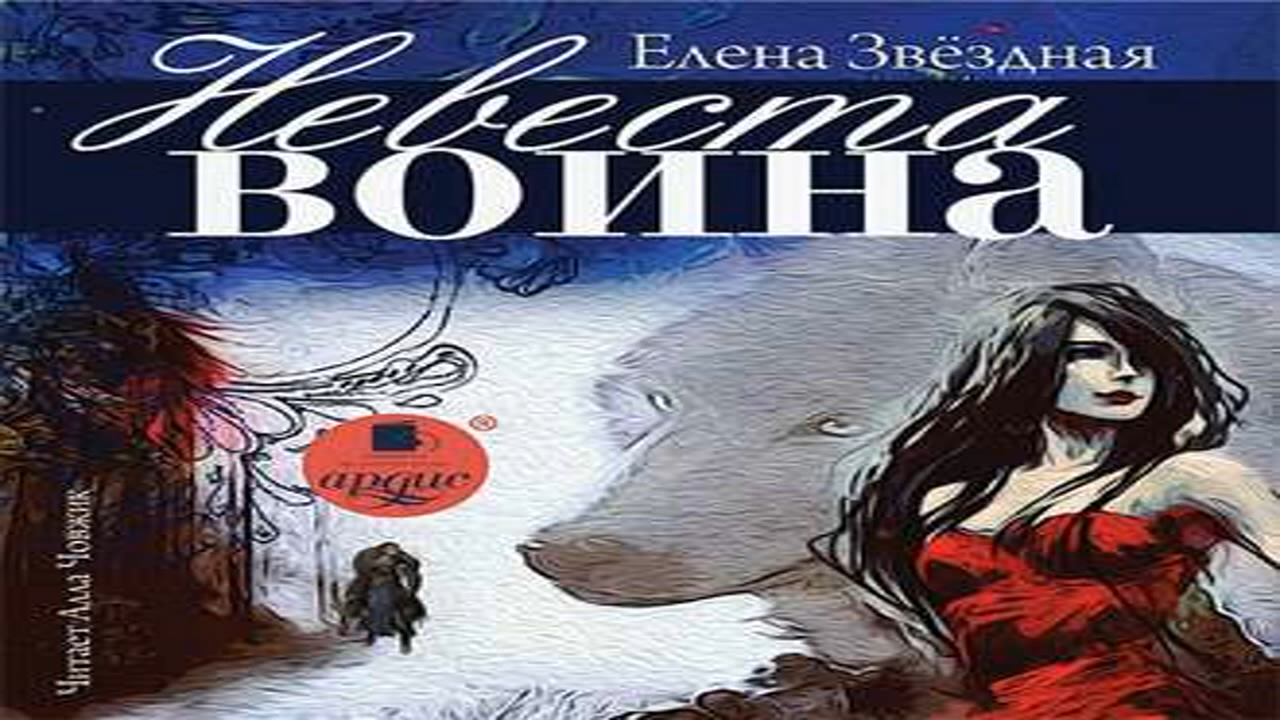 Елена Звёздная
Невеста
воина
ардис
®
Читает Алла Човжик